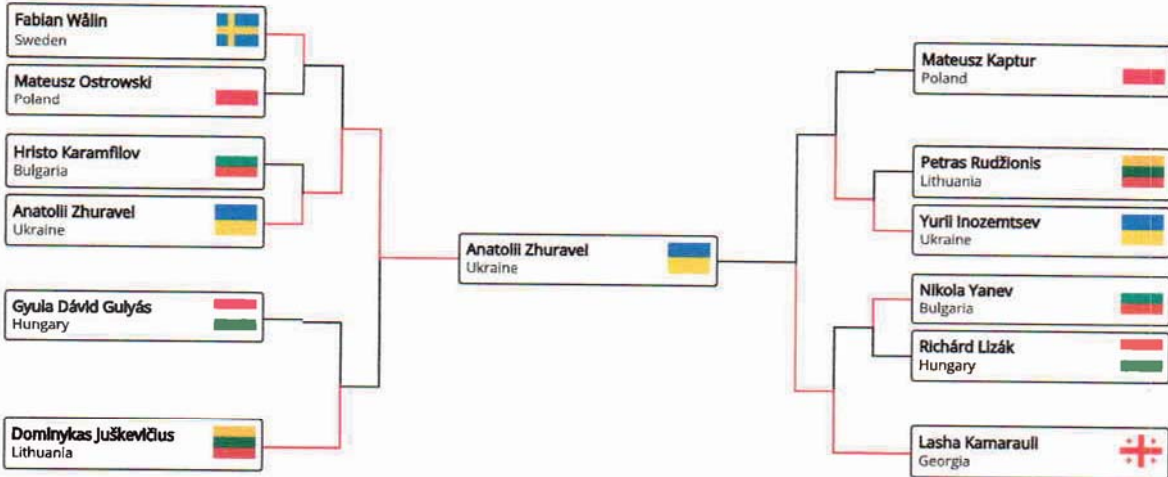 Fabian Wålin
Sweden
Mateusz Ostrowski
Poland
Hristo Karamfilov
Bulgaria
Anatolii Zhuravel
Ukraine
Gyula Dávid Gulyás
Hungary
Dominykas Juškevičius
Lithuania
Anatolii Zhuravel
Ukraine
Mateusz Kaptur
Poland
Petras Rudžionis
Lithuania
Yurii Inozemtsev
Ukraine
Nikola Yanev
Bulgaria
Richárd Lizák
Hungary
Lasha Kamarauli
Georgia